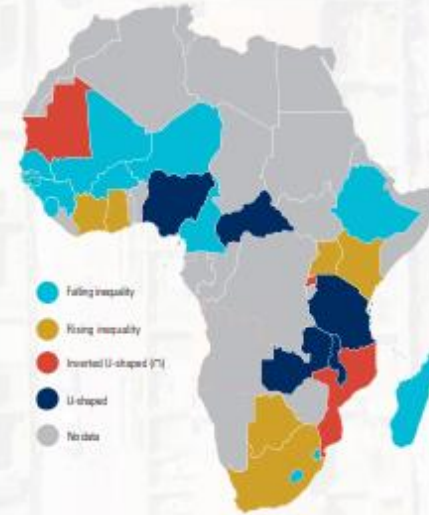 Falling inequality
Rising inequality
Inverted U-shaped (∩)
U-shaped
No data